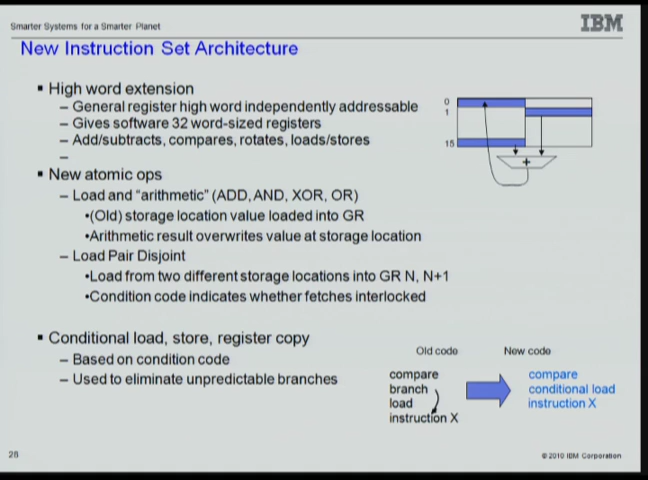 Smarter Systems for a Smarter Planet
IBM
New Instruction Set Architecture
▪ High word extension
– General register high word independently addressable
– Gives software 32 word-sized registers
– Add/subtracts, compares, rotates, loads/stores
–
0
1
15
+
▪ New atomic ops
– Load and “arithmetic” (ADD, AND, XOR, OR)
•(Old) storage location value loaded into GR
•Arithmetic result overwrites value at storage location
– Load Pair Disjoint
•Load from two different storage locations into GR N, N+1
•Condition code indicates whether fetches interlocked
▪ Conditional load, store, register copy
– Based on condition code
– Used to eliminate unpredictable branches
Old code
compare
branch
load
instruction X
New code
compare
conditional load
instruction X
28
© 2010 IBM Corporation